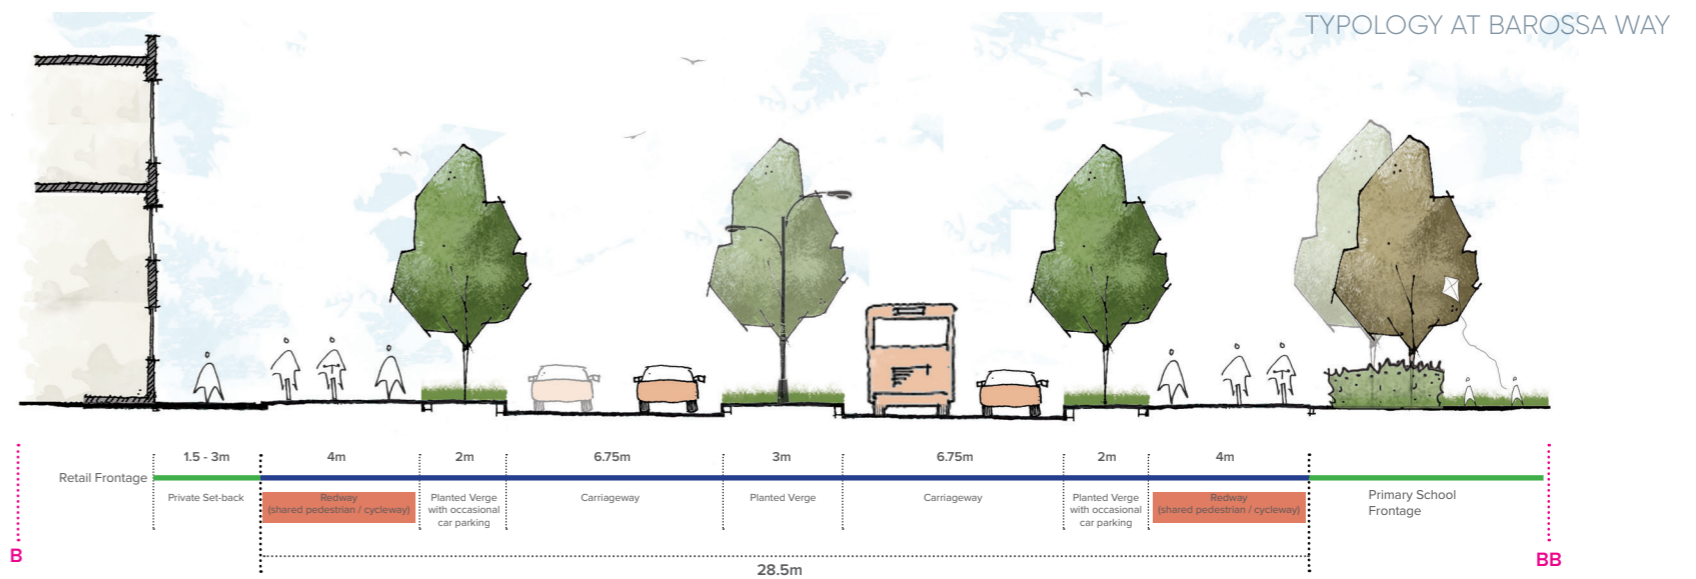 TYPOLOGY AT BAROSSA WAY
1.5 - 3m
4m
2m
6.75m
3m
6.75m
2m
4m
Retail Frontage
Private Set-back
Redway
(shared pedestrian / cycleway)
Planted Verge
with occasional
car parking
Carriageway
Planted Verge
Carriageway
Planted Verge
with occasional
car parking
Redway
(shared pedestrian / cycleway)
Primary School
Frontage
B
BB
28.5m